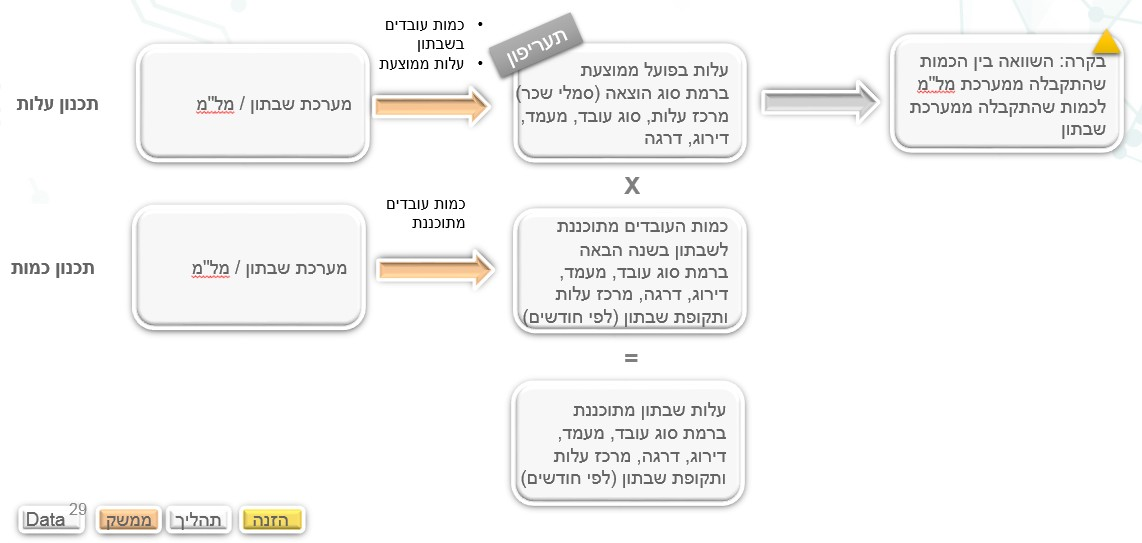 תכנון עלות
מערכת שבתון / מל"מ
• כמות עובדים
בשבתון
• עלות ממוצעת
תעריפון
עלות בפועל ממוצעת
ברמת סוג הוצאה (סמלי שכר)
מרכז עלות, סוג עובד, מעמד,
דירוג, דרגה
בקרה: השוואה בין הכמות
שהתקבלה ממערכת מל"מ
לכמות שהתקבלה ממערכת
שבתון
X
תכנון כמות
מערכת שבתון / מל"מ
כמות עובדים
מתוכננת
כמות העובדים מתוכננת
לשבתון בשנה הבאה
ברמת סוג עובד, מעמד,
דירוג, דרגה, מרכז עלות
ותקופת שבתון (לפי חודשים)
=
עלות שבתון מתוכננת
ברמת סוג עובד, מעמד,
דירוג, דרגה, מרכז עלות
ותקופת שבתון (לפי חודשים)
הזנה
תהליך
ממשק
Data
29